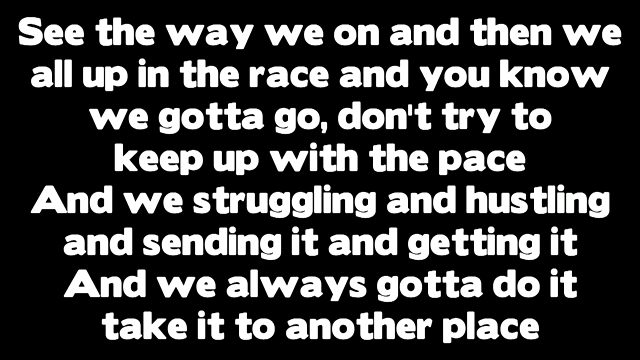 See the way we on and then we
all up in the race and you know
we gotta go, don't try to
keep up with the pace
And we struggling and hustling
and sending it and getting it
And we always gotta do it
take it to another place